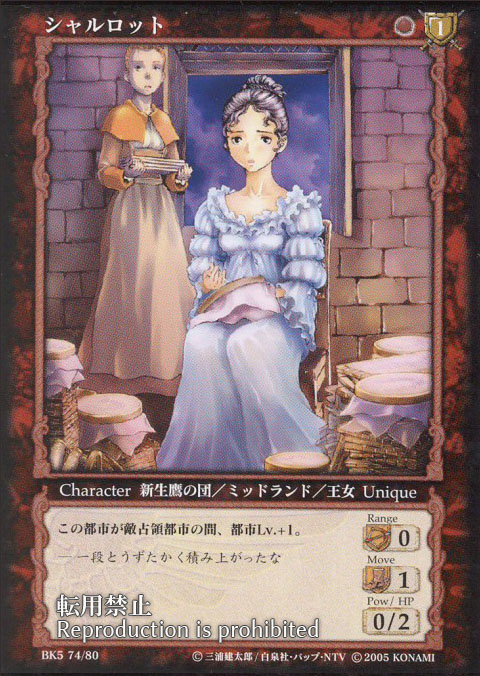 シャルロット
1
Character 新生鷹の団／ミッドランド／王女 Unique
この都市が敵占領都市の間、都市Lv.+1。
―一段とうずたかく積み上がったな
Range
0
Move
1
Pow/ HP
0/2
転用禁止
Reproduction is prohibited
BK5 74/80
©三浦建太郎/白泉社・バップ・NTV ©2005 KONAMI